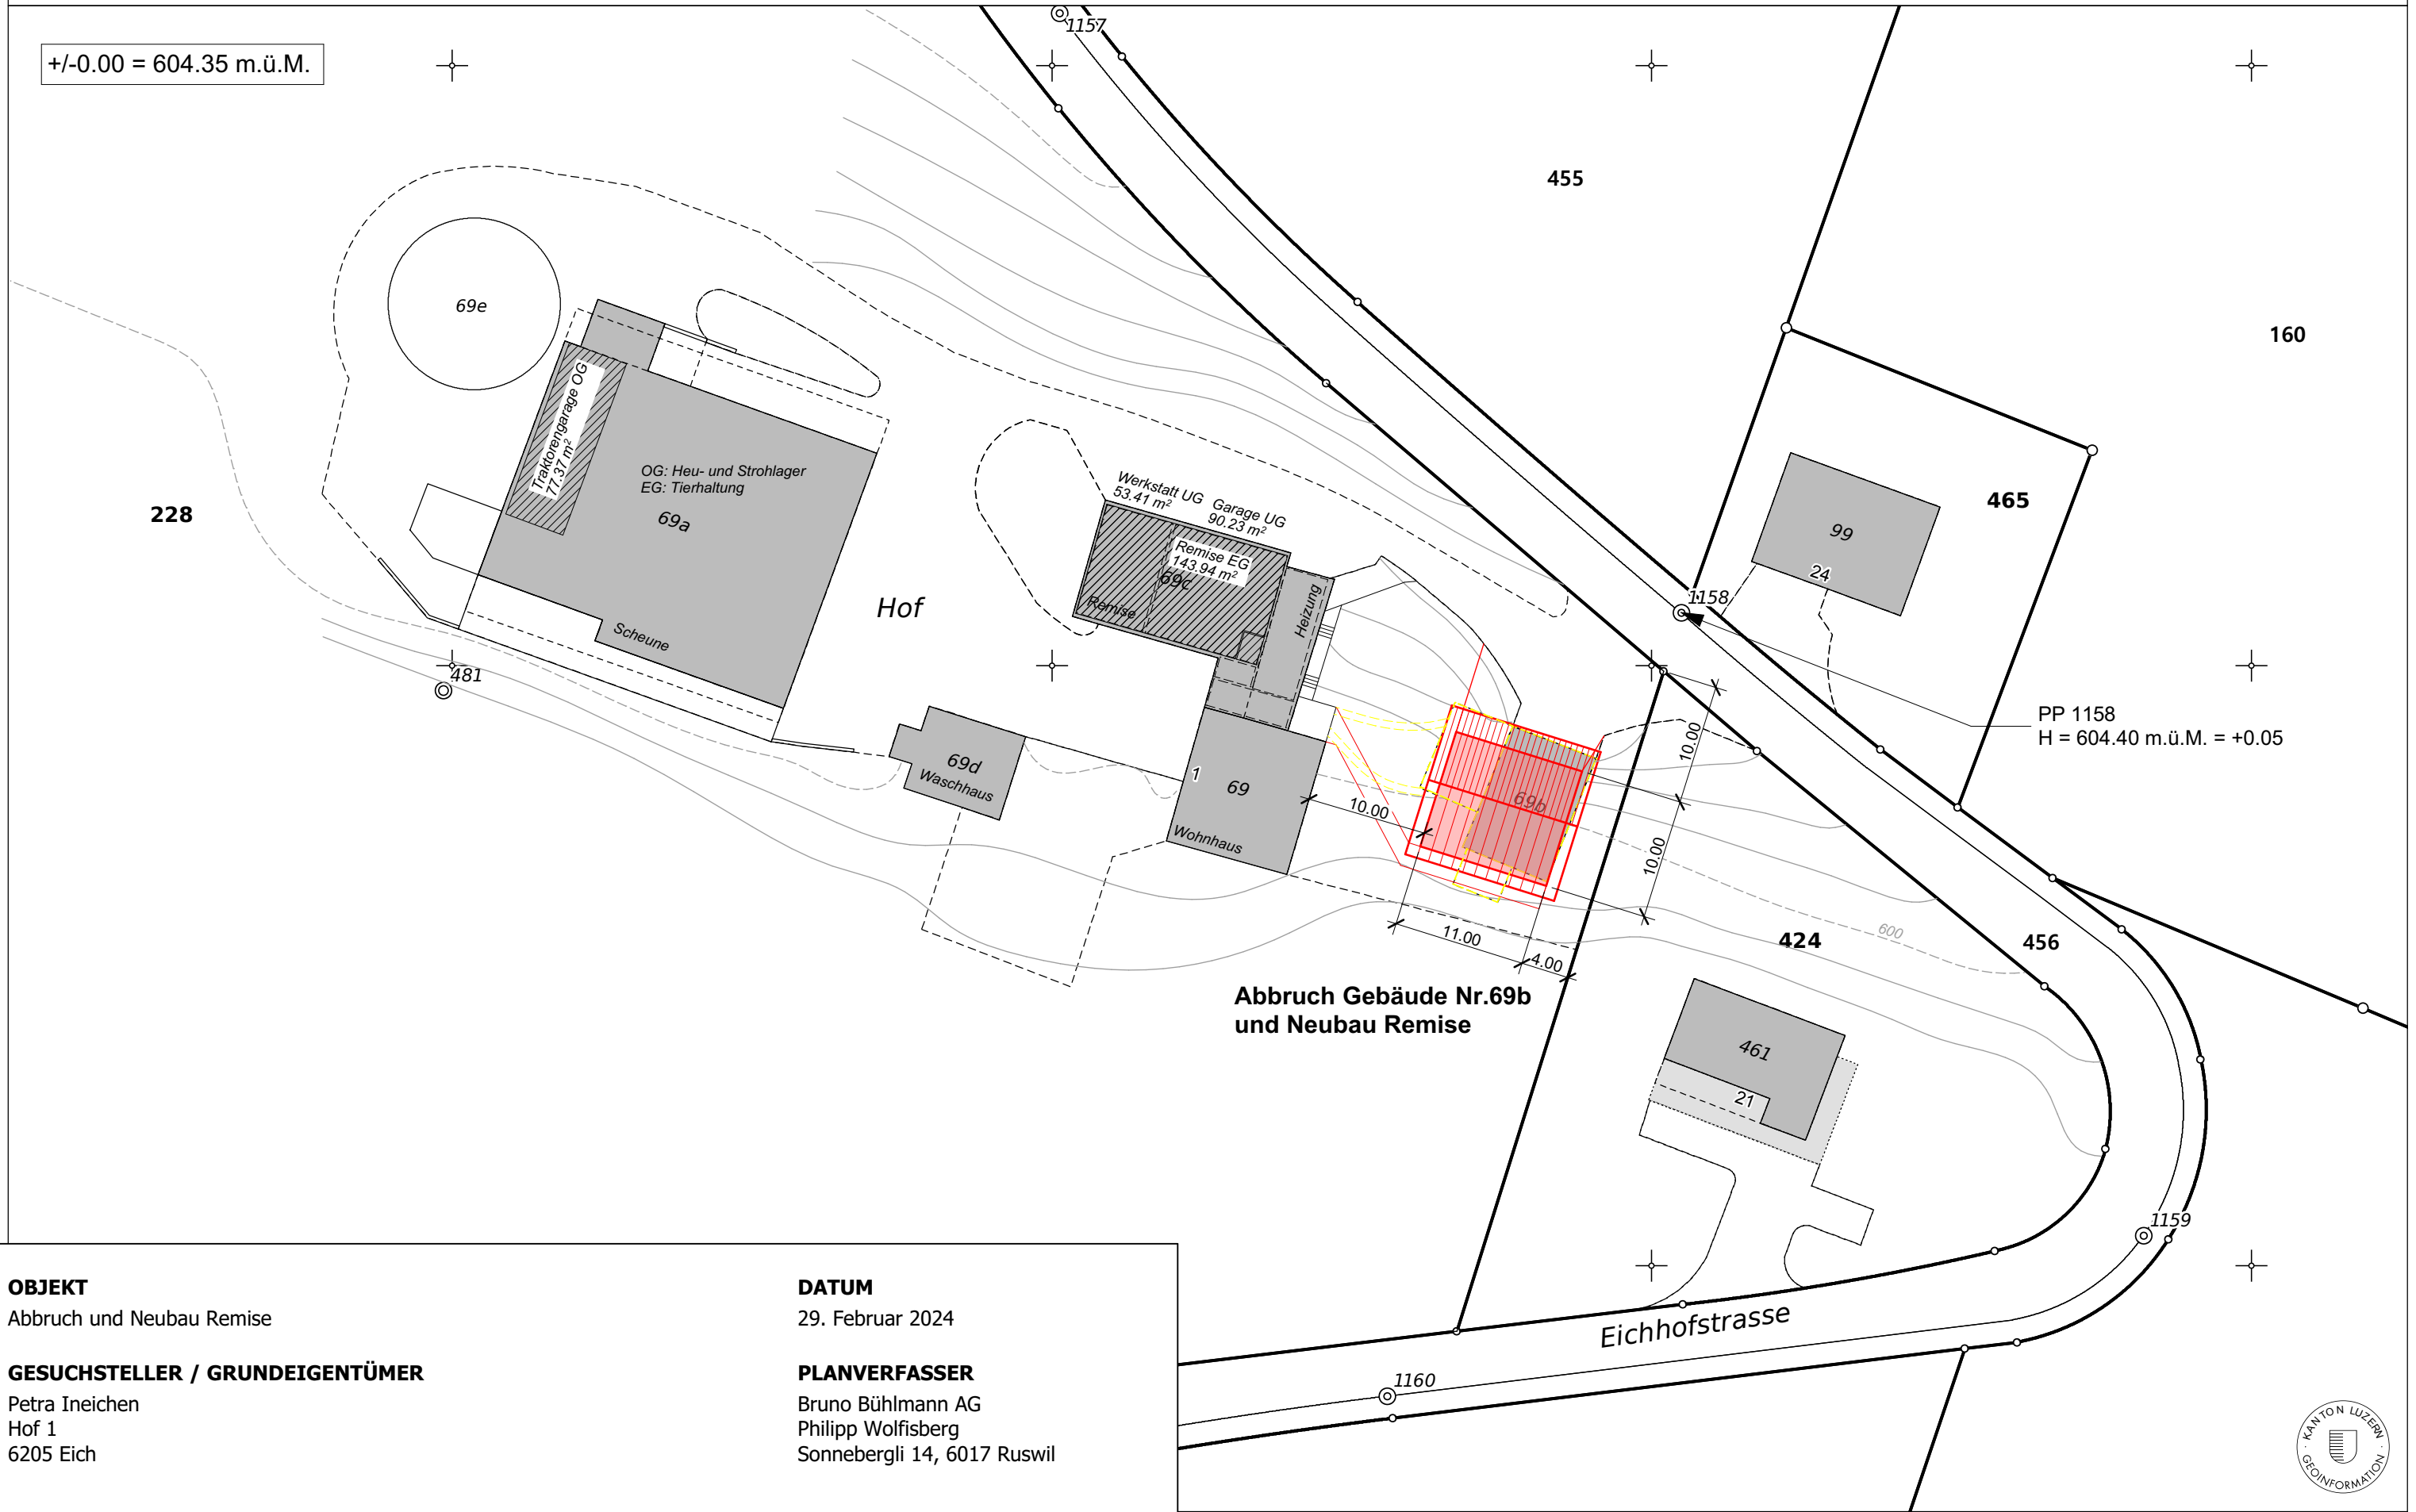 +/-0.00 = 604.35 m.ü.M.
1157
455
160
69e
Traktorengarage OG
77.37 m²
OG: Heu- und Strohlager
EG: Tierhaltung
69a
Scheune
228
481
Hof
Werkstatt UG
53.41 m²
Garage UG
90.23 m²
Remise EG
143.94 m²
69c
Remise
Heizung
465
99
24
1158
PP 1158
H = 604.40 m.ü.M. = +0.05
69d
Waschhaus
1
69
Wohnhaus
10.00
69b
10.00
10.00
11.00
4.00
600
424
456
Abbruch Gebäude Nr.69b
und Neubau Remise
461
21
1159
Eichhofstrasse
1160
OBJEKT
Abbruch und Neubau Remise
GESUCHSTELLER / GRUNDEIGENTÜMER
Petra Ineichen
Hof 1
6205 Eich
DATUM
29. Februar 2024
PLANVERFASSER
Bruno Bühlmann AG
Philipp Wolfisberg
Sonnebergli 14, 6017 Ruswil
KANTON LUZERN
GEOINFORMATION